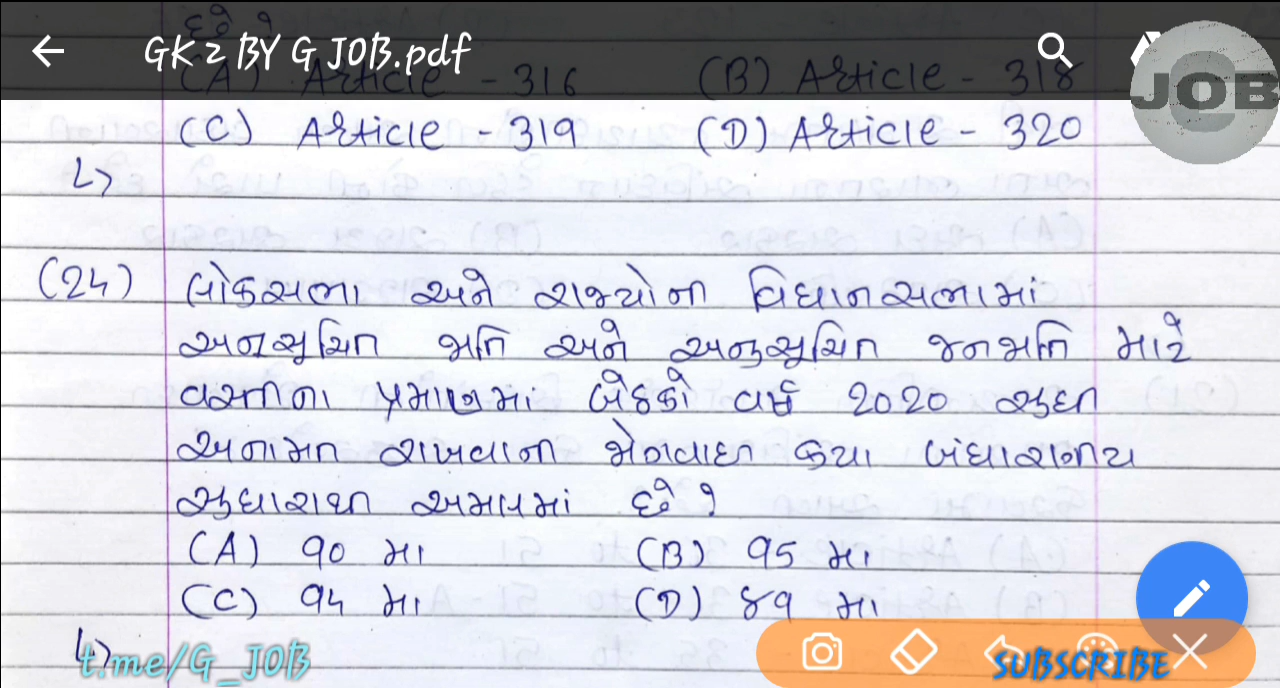 છે ?
GK 2 BY G JOB.pdf
JOB
(A) Article - 316 (B) Article - 318
(C) Article - 319 (D) Article - 320
(24) લોકસભા અને રાજ્યોની વિધાનસભામાં
અનુસૂચિત જાતિ અને અનુસૂચિત જનજાતિ માટે
વસ્તીના પ્રમાણમાં બેઠકો વર્ષ 2020 સુધી
અનામત રાખવાની જોગવાઈ કયા બંધારણીય
સુધારાથી અમલમાં છે ?
(A) 90 મા (B) 95 મા
(C) 94 મા (D) 89 મા
t.me/G_JOB
SUBSCRIBE